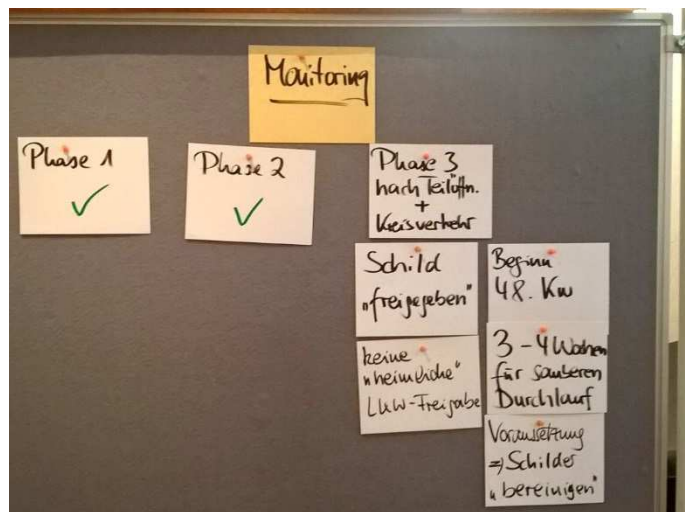 Monitoring
Phase 1
Phase 2
Phase 3
nach Teilöffn.
+
Kreisverkehr
Schild
"freigegeben"
keine
"heimliche"
LKW-Freigabe
Beginn
48. KW
3-4 Wochen
für sauberen
Durchlauf
Voraussetzung
=> Schilder
"bereinigen"